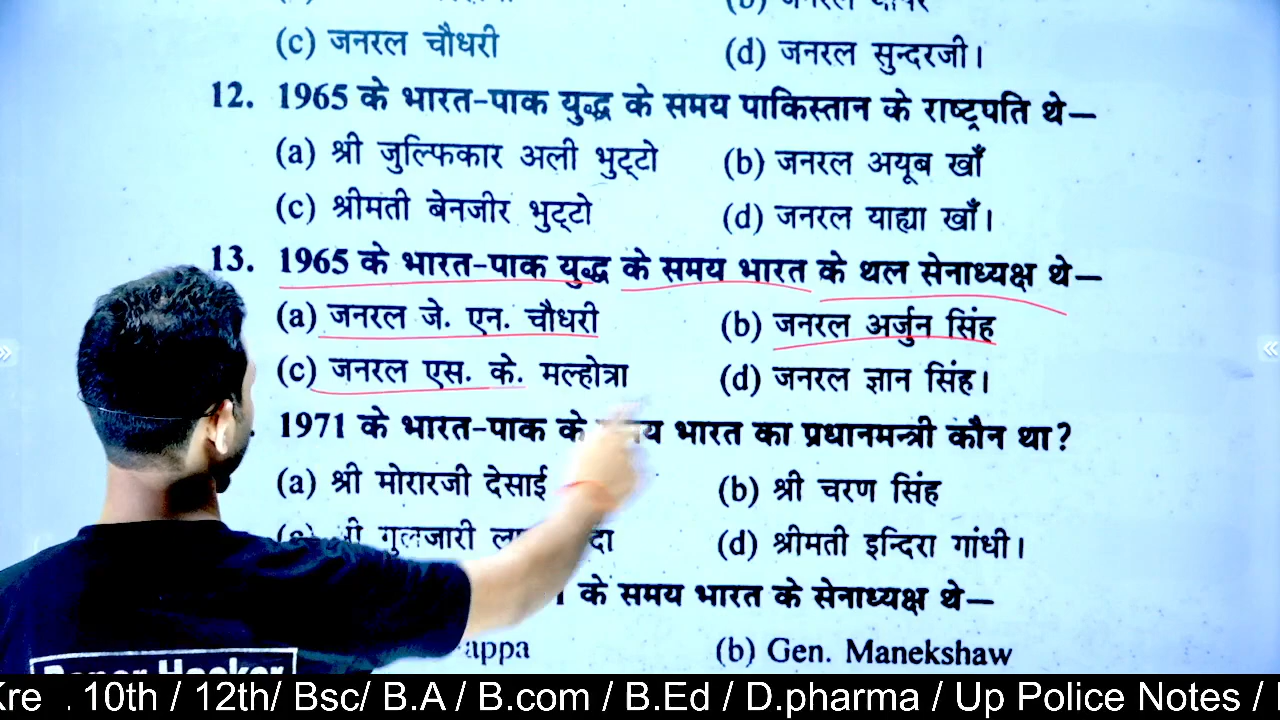 (c) जनरल चौधरी (d) जनरल सुन्दरजी।
12. 1965 के भारत-पाक युद्ध के समय पाकिस्तान के राष्ट्रपति थे—
(a) श्री जुल्फिकार अली भुट्टो (b) जनरल अयूब खाँ
(c) श्रीमती बेनजीर भुट्टो (d) जनरल याह्या खाँ।
13. 1965 के भारत-पाक युद्ध के समय भारत के थल सेनाध्यक्ष थे—
(a) जनरल जे. एन. चौधरी (b) जनरल अर्जुन सिंह
(c) जनरल एस. के. मल्होत्रा (d) जनरल ज्ञान सिंह।
1971 के भारत-पाक के भारत का प्रधानमन्त्री कौन था?
(a) श्री मोरारजी देसाई (b) श्री चरण सिंह
गुलजारी (d) श्रीमती इन्दिरा गांधी।
के समय भारत के सेनाध्यक्ष थे—
appa (b) Gen. Manekshaw
Kre . 10th / 12th/ Bsc/ B.A / B.com / B.Ed / D.pharma / Up Police Notes /